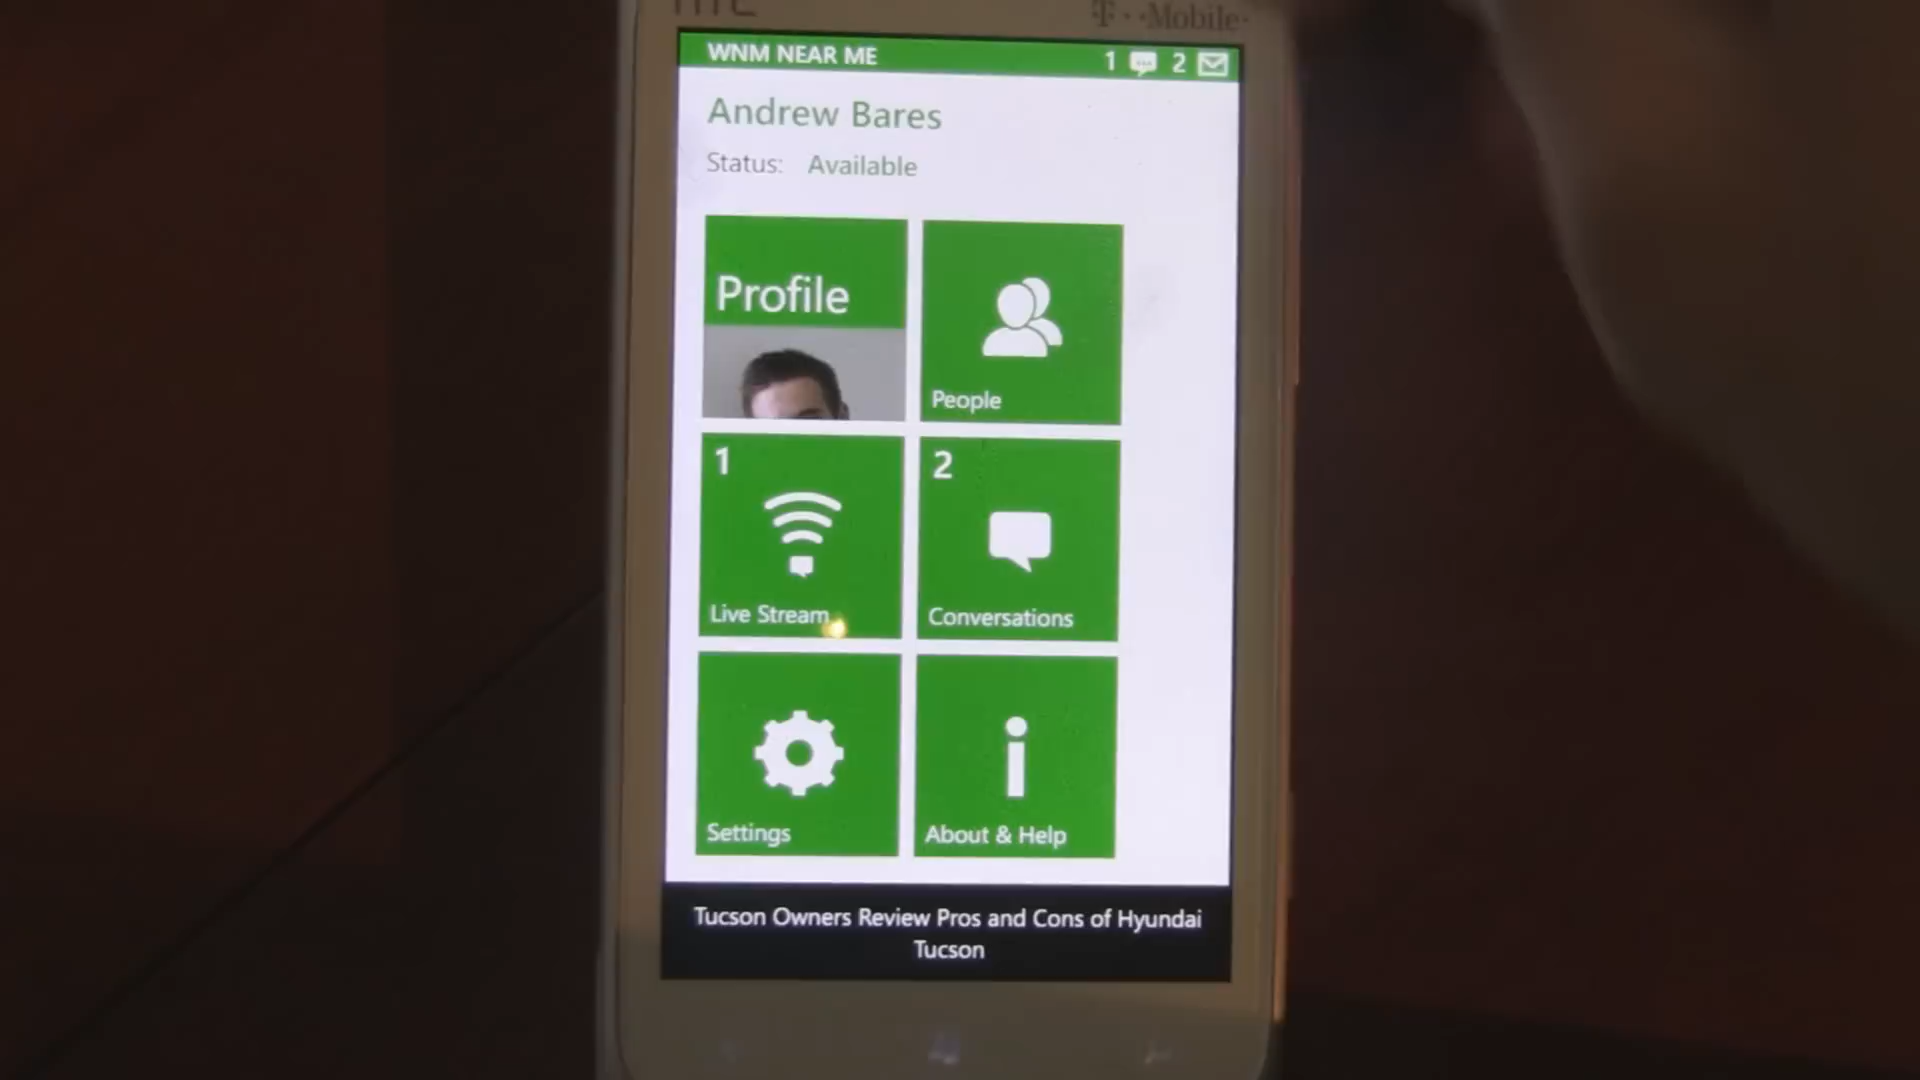 HTC
T··Mobile·
WNM NEAR ME 1 2
Andrew Bares
Status: Available
Profile
People
1
Live Stream
2
Conversations
Settings
About & Help
Tucson Owners Review Pros and Cons of Hyundai
Tucson